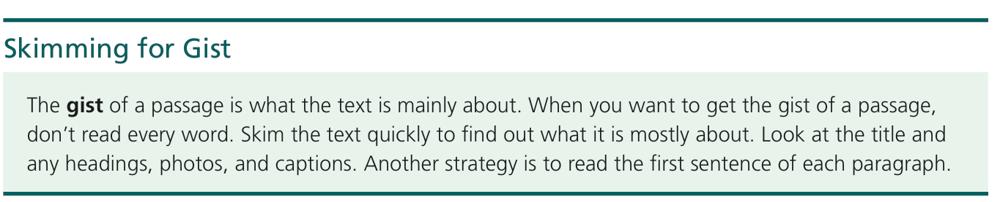 Skimming for Gist
The gist of a passage is what the text is mainly about. When you want to get the gist of a passage,
don’t read every word. Skim the text quickly to find out what it is mostly about. Look at the title and
any headings, photos, and captions. Another strategy is to read the first sentence of each paragraph.